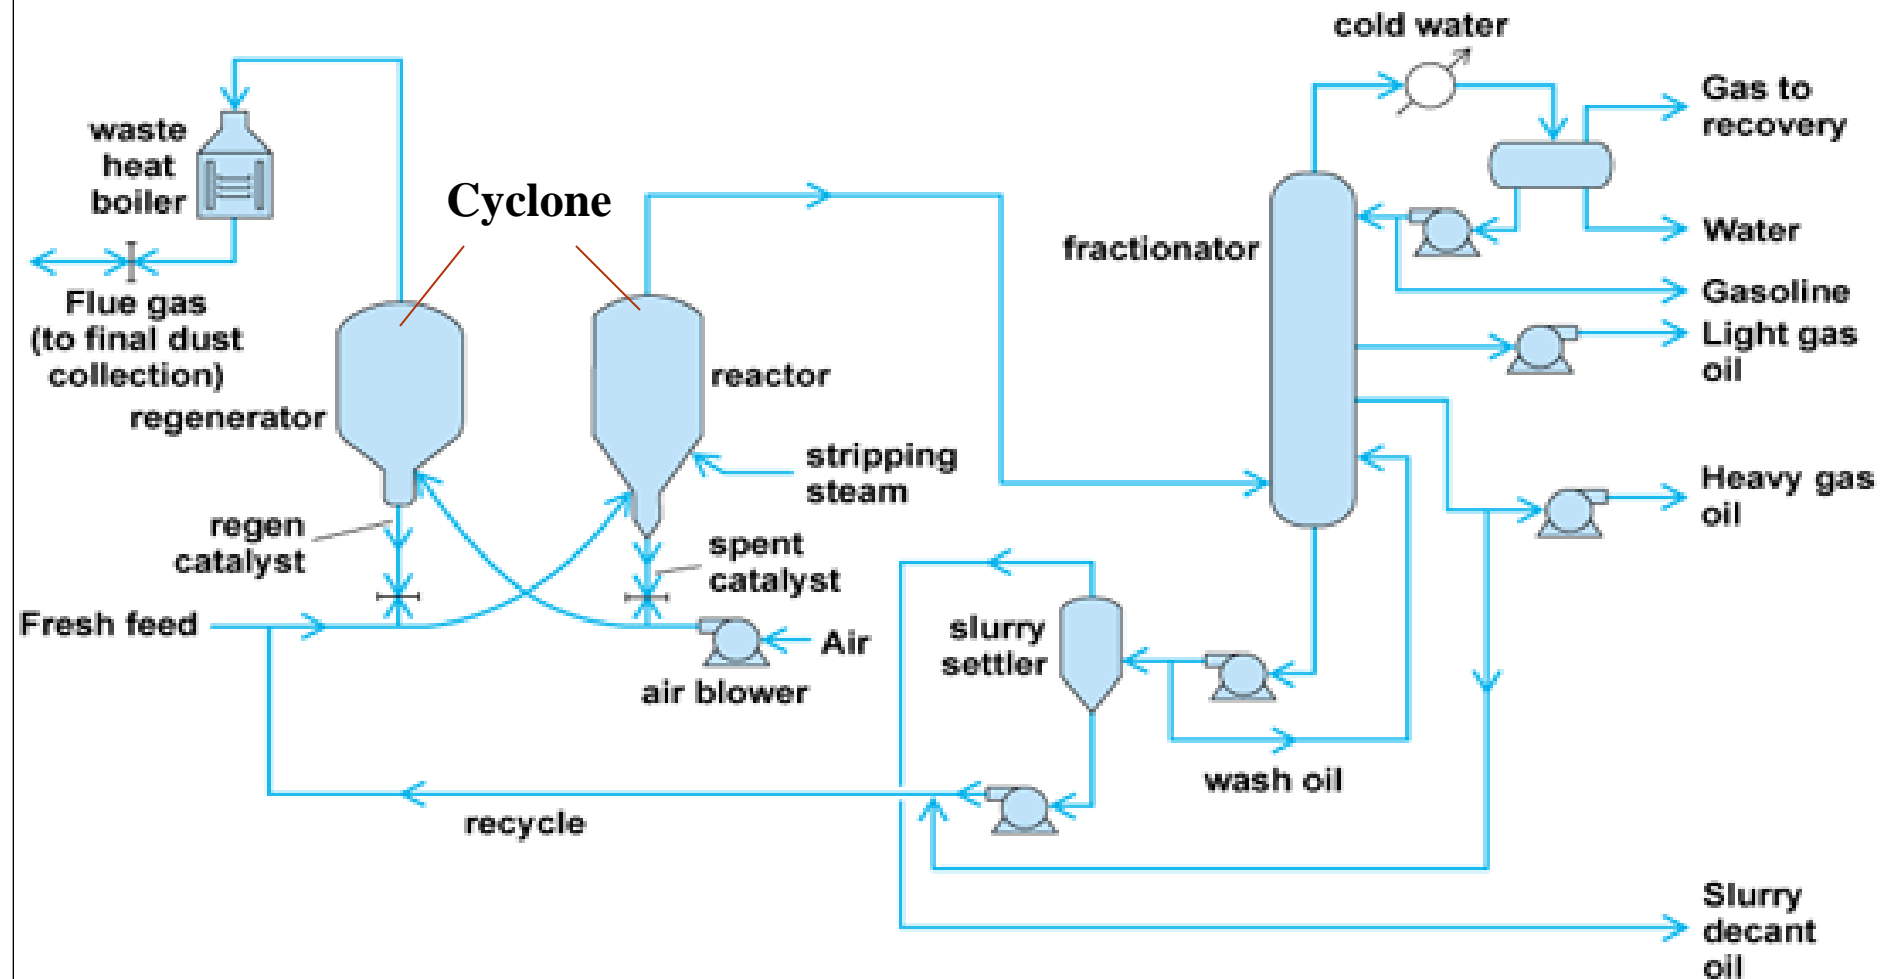 cold water
Gas to
recovery
waste
heat
boiler
Cyclone
Water
fractionator
Gasoline
Flue gas
(to final dust
collection)
Light gas
oil
reactor
regenerator
stripping
steam
Heavy gas
oil
regen
catalyst
spent
catalyst
Fresh feed
Air
slurry
settler
air blower
wash oil
recycle
Slurry
decant
oil